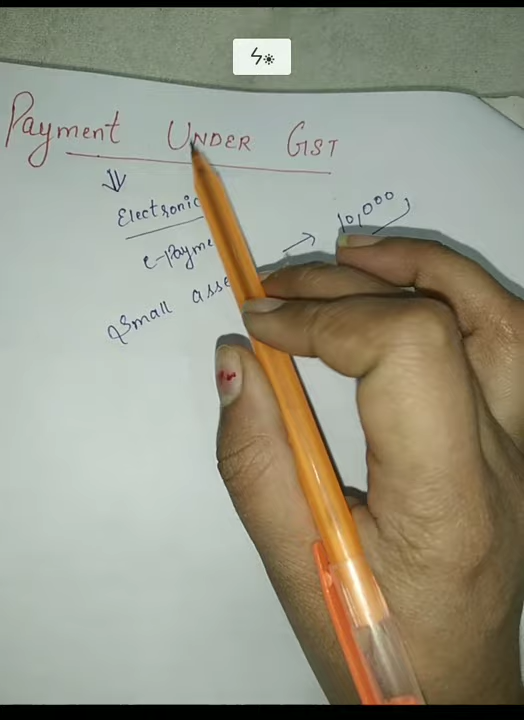 Payment UNDER GST
Electronic
e-Payme
→ 10,000
Small asse